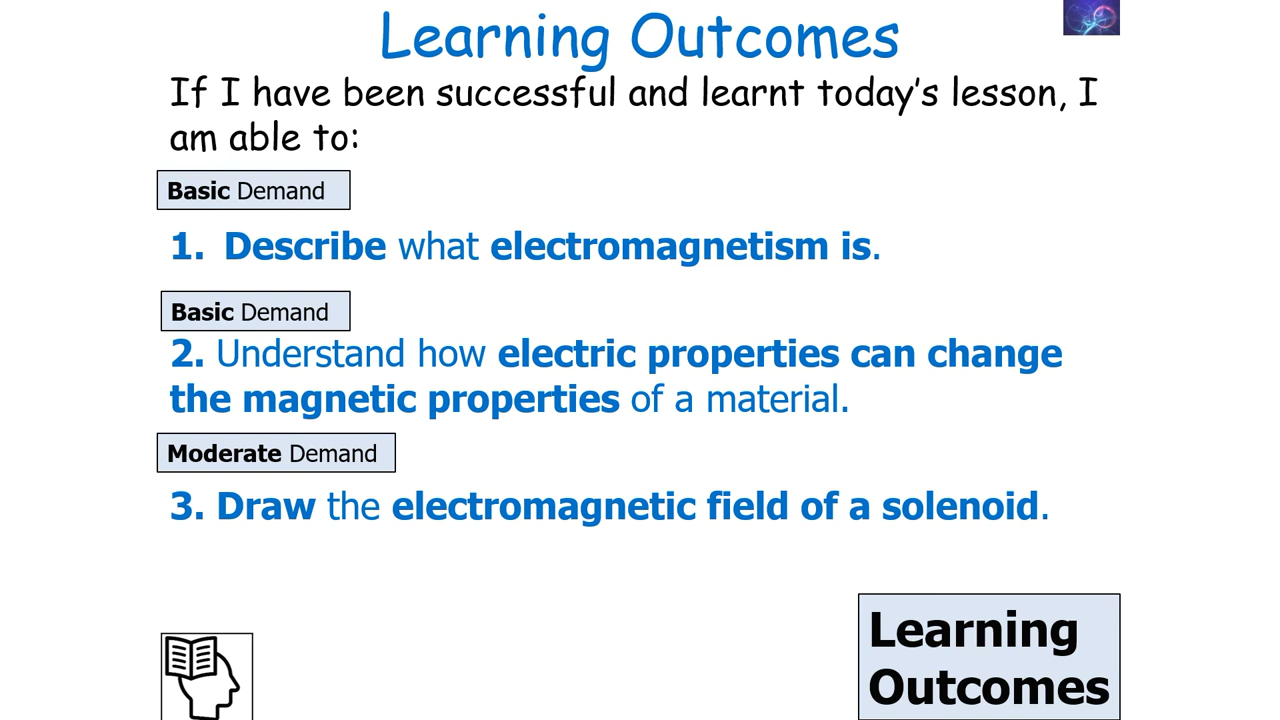 Learning Outcomes
If I have been successful and learnt today's lesson, I
am able to:
Basic Demand
1. Describe what electromagnetism is.
Basic Demand
2. Understand how electric properties can change
the magnetic properties of a material.
Moderate Demand
3. Draw the electromagnetic field of a solenoid.
Learning
Outcomes